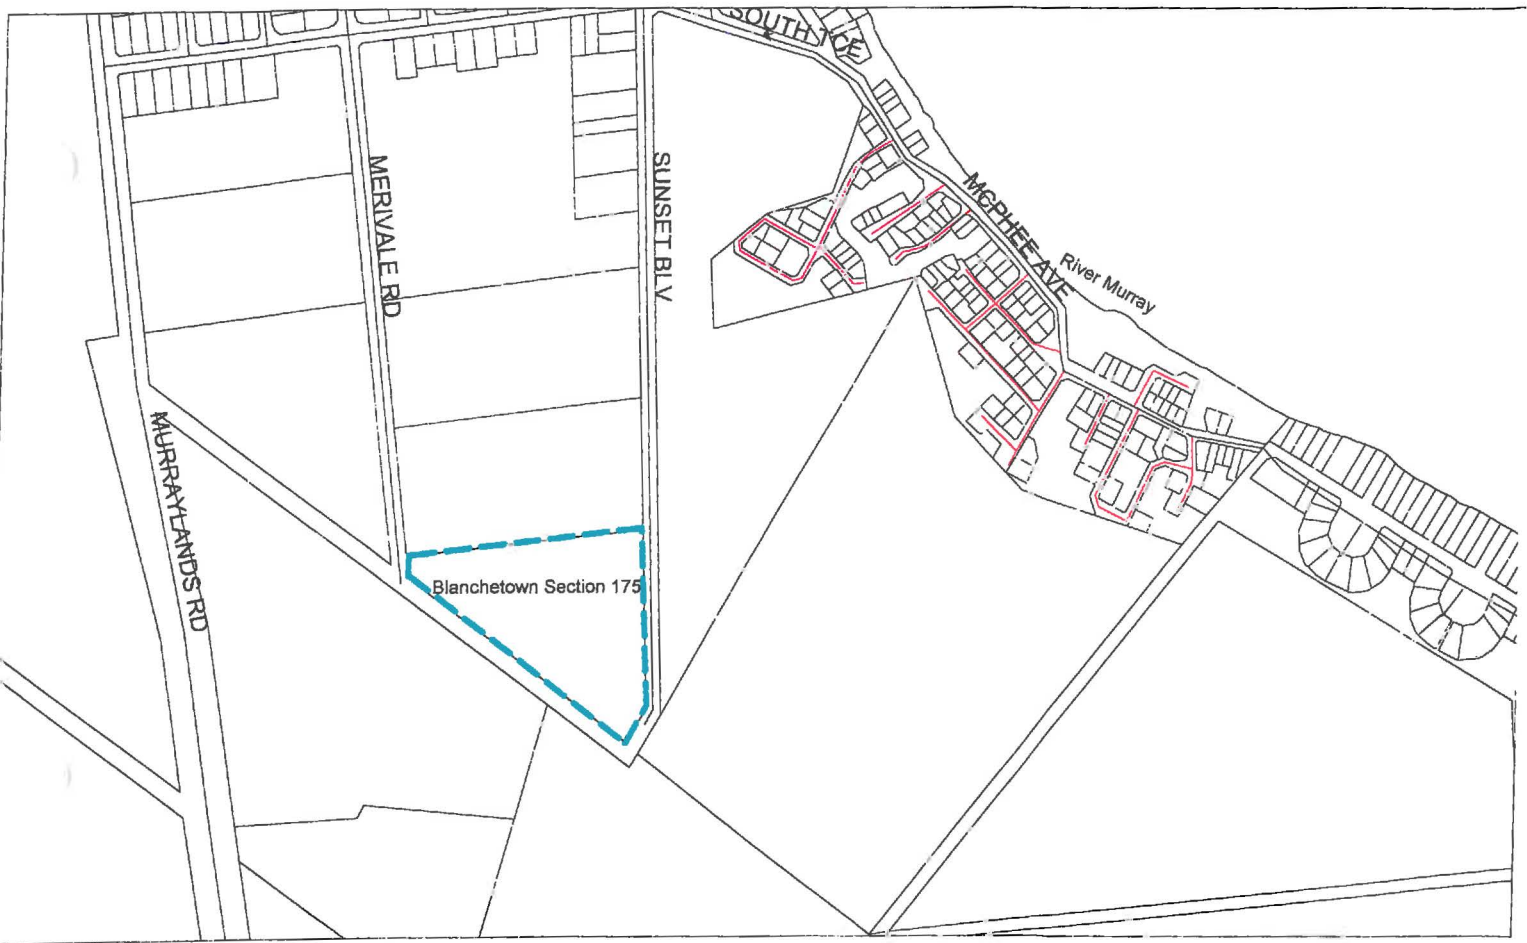 SOUTH TCE
MERIVALE RD
SUNSET BLV
MCPHEE AVE
River Murray
MURRAYLANDS RD
Blanchetown Section 175